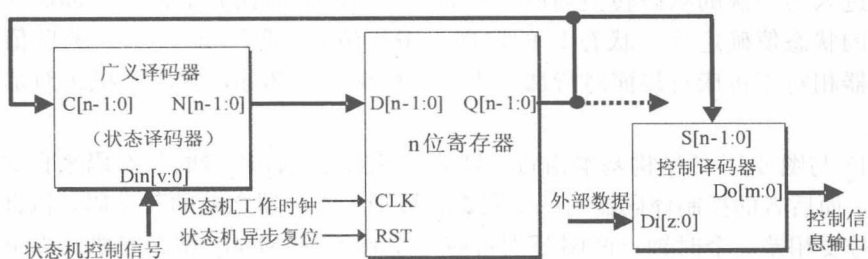 广义译码器
C[n-1:0] N[n-1:0]
（状态译码器）
Din[v:0]
状态机控制信号
D[n-1:0] Q[n-1:0]
n位寄存器
状态机工作时钟 CLK
状态机异步复位 RST
S[n-1:0]
控制译码器
Do[m:0]
外部数据
Di[z:0]
控制信
息输出